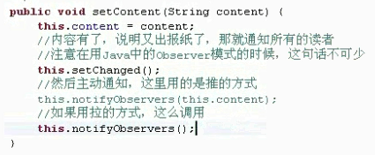 public void setContent(String content) {
this.content = content;
//内容有了，说明又出报纸了，那就通知所有的读者
//注意在用Java中的Observer模式的时候，这句话不可少
this.setChanged();
//然后主动通知，这里用的是推的方式
this.notifyObservers(this.content);
//如果用拉的方式，这么调用
this.notifyObservers();
}